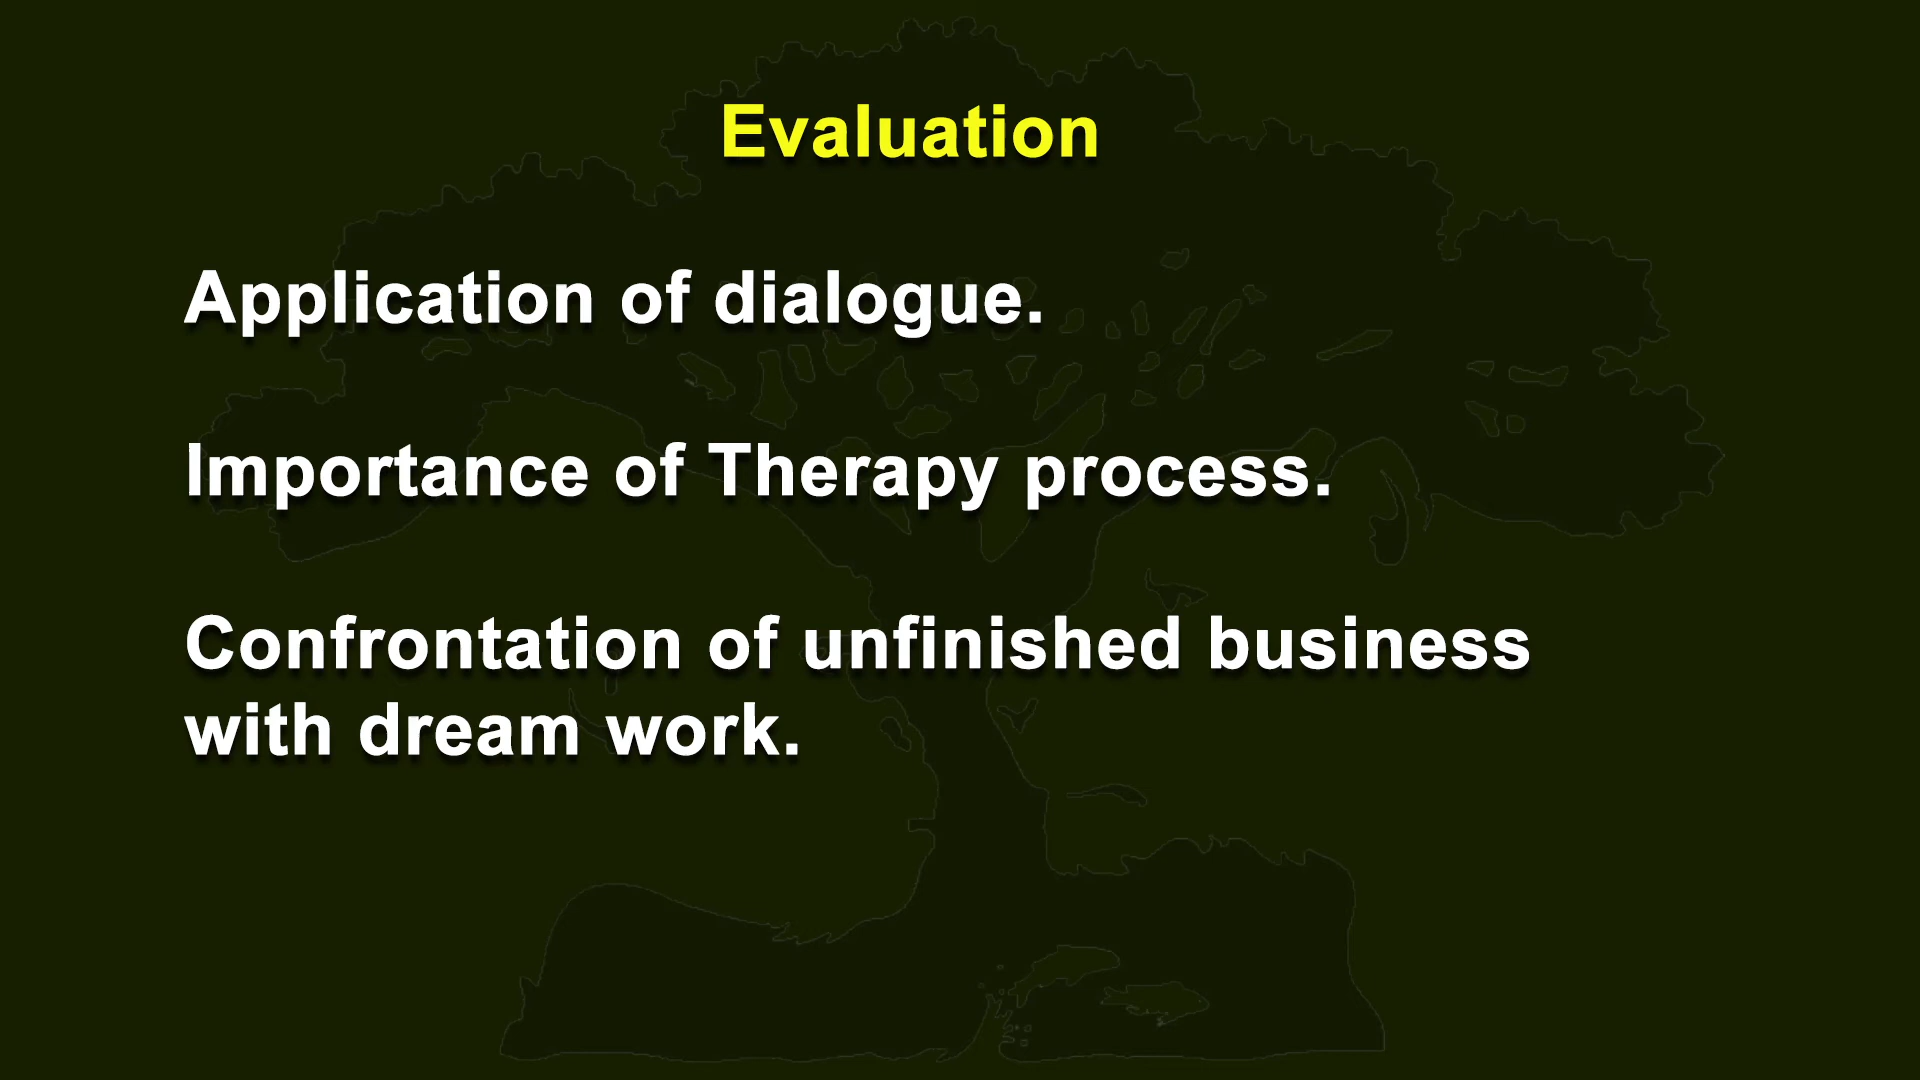 Evaluation
Application of dialogue.
Importance of Therapy process.
Confrontation of unfinished business
with dream work.